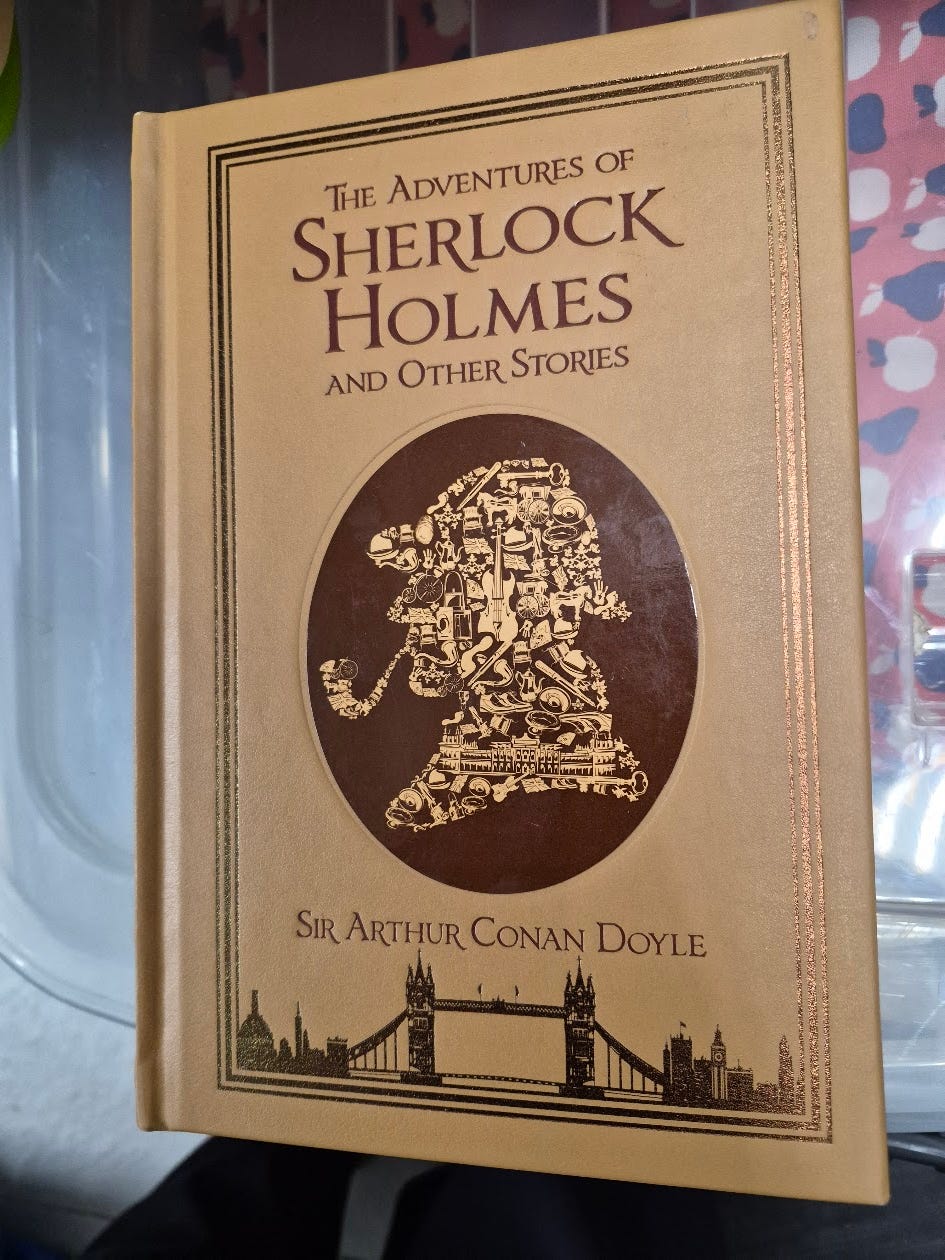 The Adventures of
Sherlock
Holmes
and Other Stories
Sir Arthur Conan Doyle